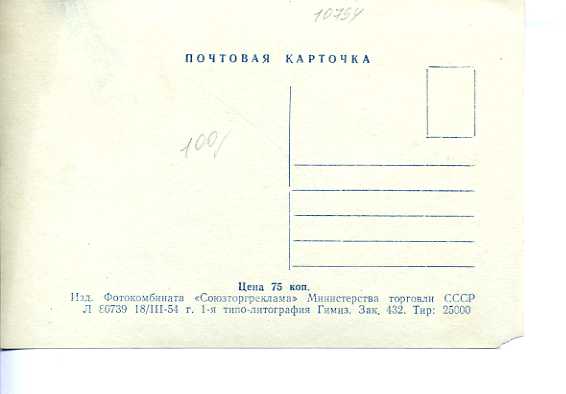 10754
ПОЧТОВАЯ КАРТОЧКА
100/
Цена 75 коп.
Изд. Фотокомбината «Союзторгреклама» Министерства торговли СССР
Л 86739 18/III-54 г. 1-я типо-литография Гимиз. Зак. 432. Тир: 25000